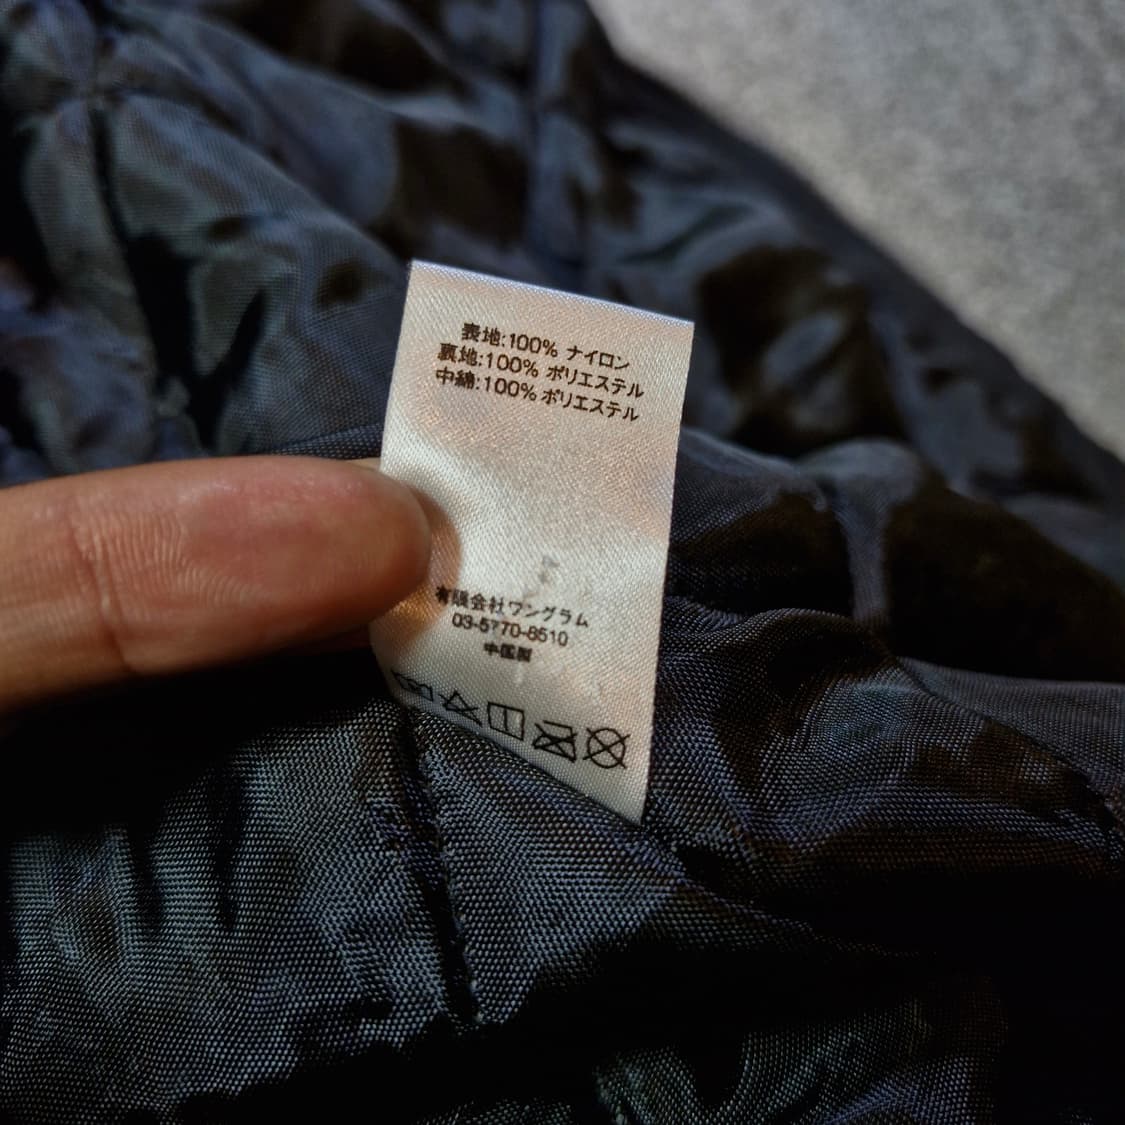 表地:100% ナイロン
裏地:100% ポリエステル
中綿:100% ポリエステル
有限会社ワングラム
03-5770-8510
中国製